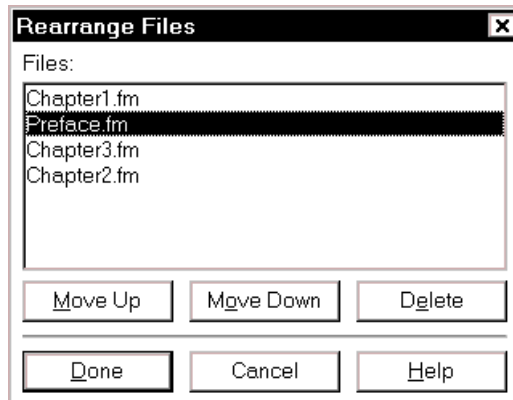 Rearrange Files
Files:
Chapter1.fm
Preface.fm
Chapter3.fm
Chapter2.fm
Move Up Move Down Delete
Done Cancel Help